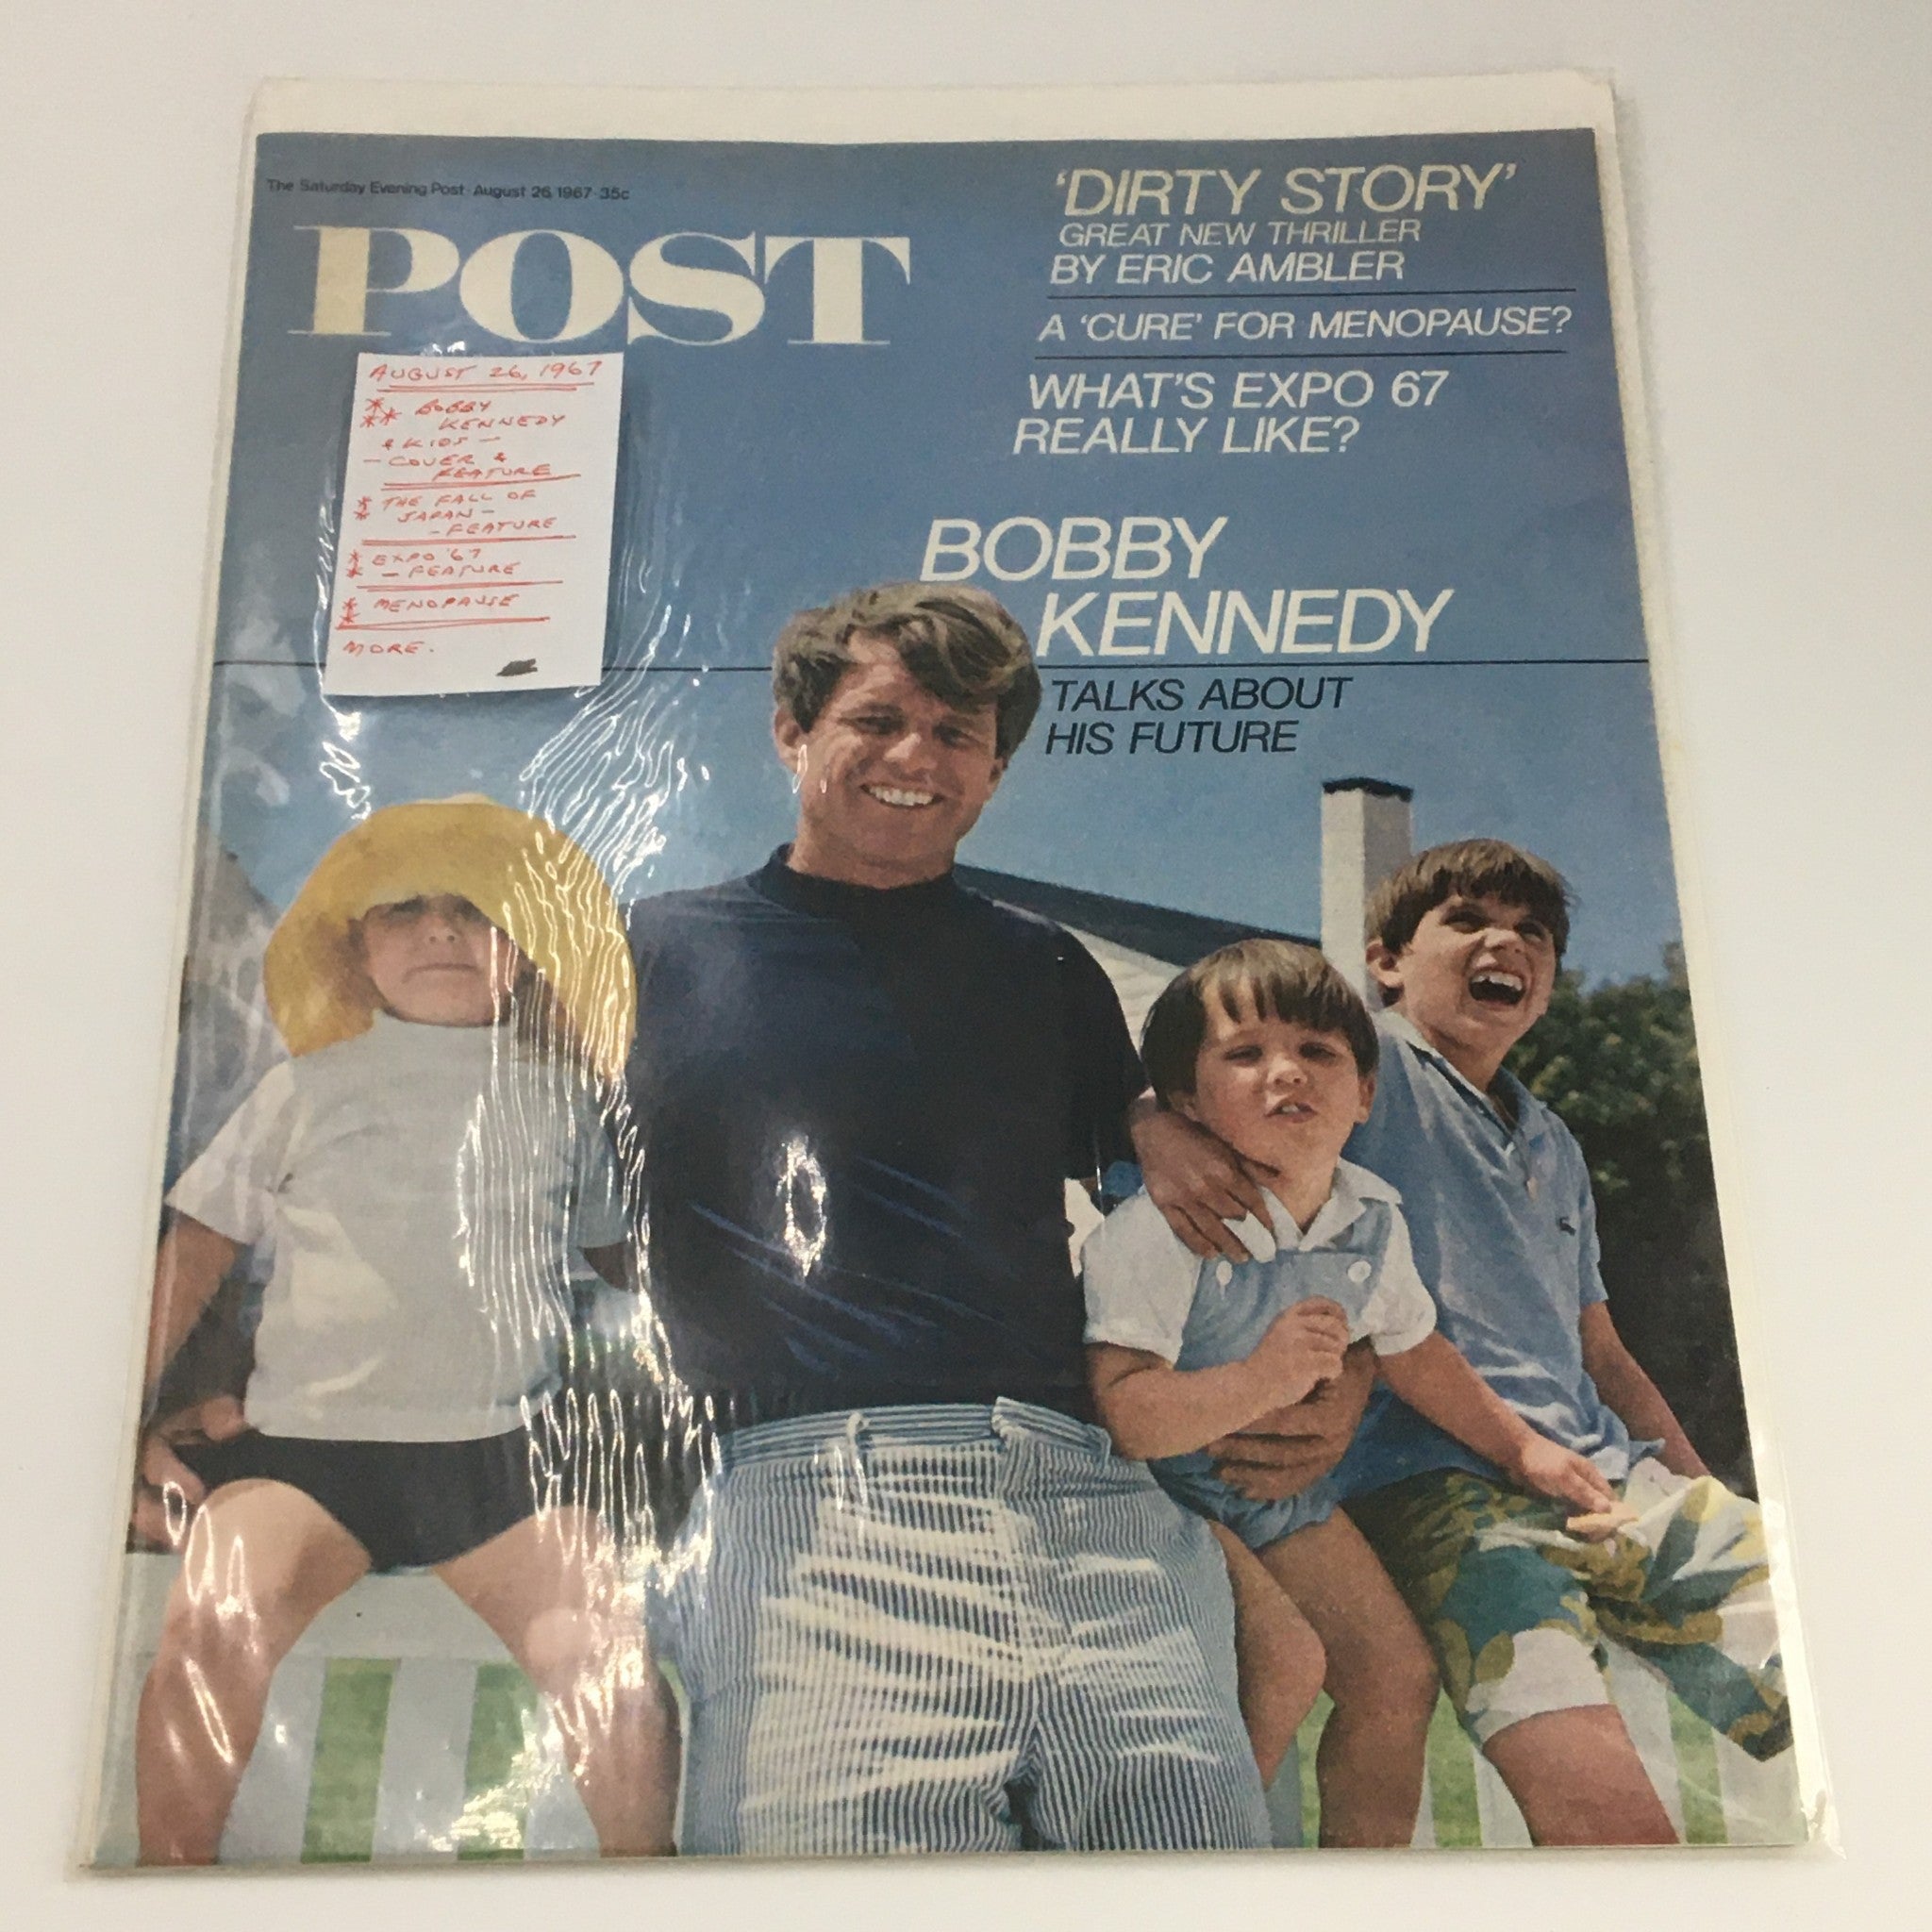 The Saturday Evening Post · August 26, 1967 · 35c
POST
'DIRTY STORY'
GREAT NEW THRILLER
BY ERIC AMBLER
A 'CURE' FOR MENOPAUSE?
WHAT'S EXPO 67
REALLY LIKE?
BOBBY
KENNEDY
TALKS ABOUT
HIS FUTURE
AUGUST 26, 1967
*** BOBBY
KENNEDY
& KIDS –
– COVER &
FEATURE
* THE FALL OF
* JAPAN –
– FEATURE
* EXPO '67
* – FEATURE
* MENOPAUSE
MORE.